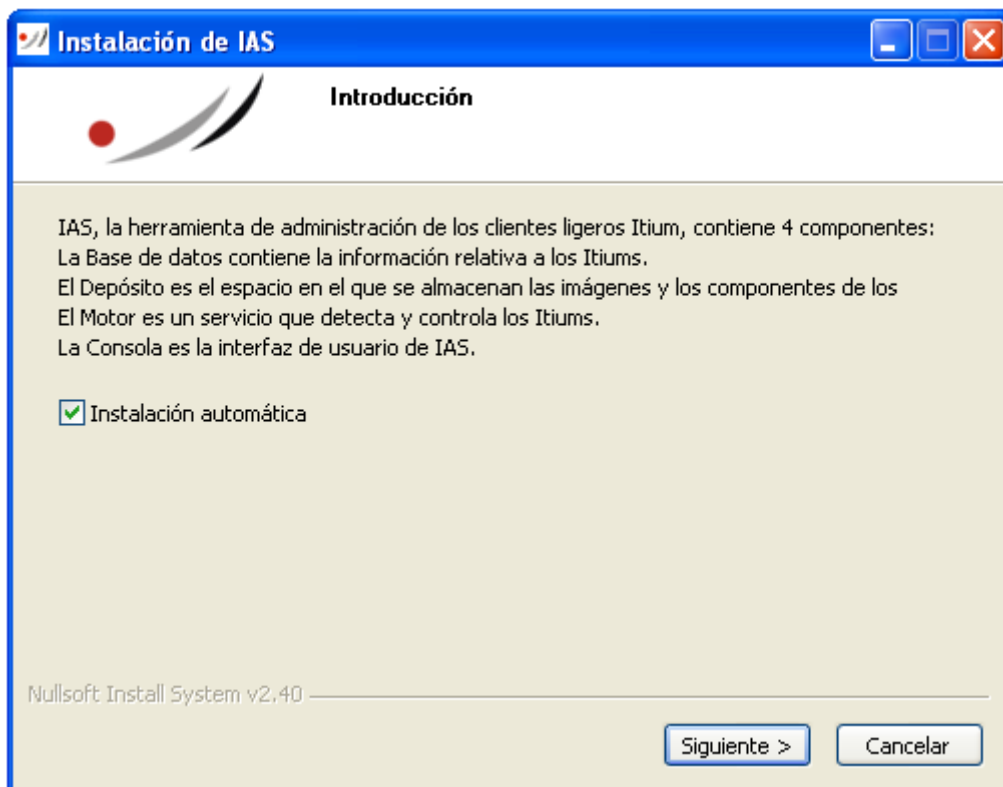 Instalación de IAS
Introducción
IAS, la herramienta de administración de los clientes ligeros Itium, contiene 4 componentes:
La Base de datos contiene la información relativa a los Itiums.
El Depósito es el espacio en el que se almacenan las imágenes y los componentes de los
El Motor es un servicio que detecta y controla los Itiums.
La Consola es la interfaz de usuario de IAS.
Instalación automática
Nullsoft Install System v2.40
Siguiente >
Cancelar